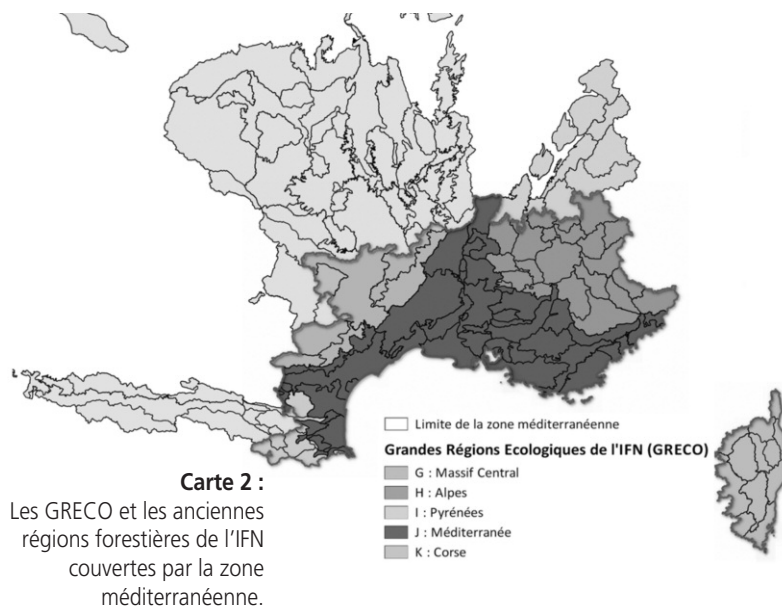 Limite de la zone méditerranéenne
Grandes Régions Ecologiques de l'IFN (GRECO)
G : Massif Central
H : Alpes
I : Pyrénées
J : Méditerranée
K : Corse
Carte 2 :
Les GRECO et les anciennes
régions forestières de l'IFN
couvertes par la zone
méditerranéenne.